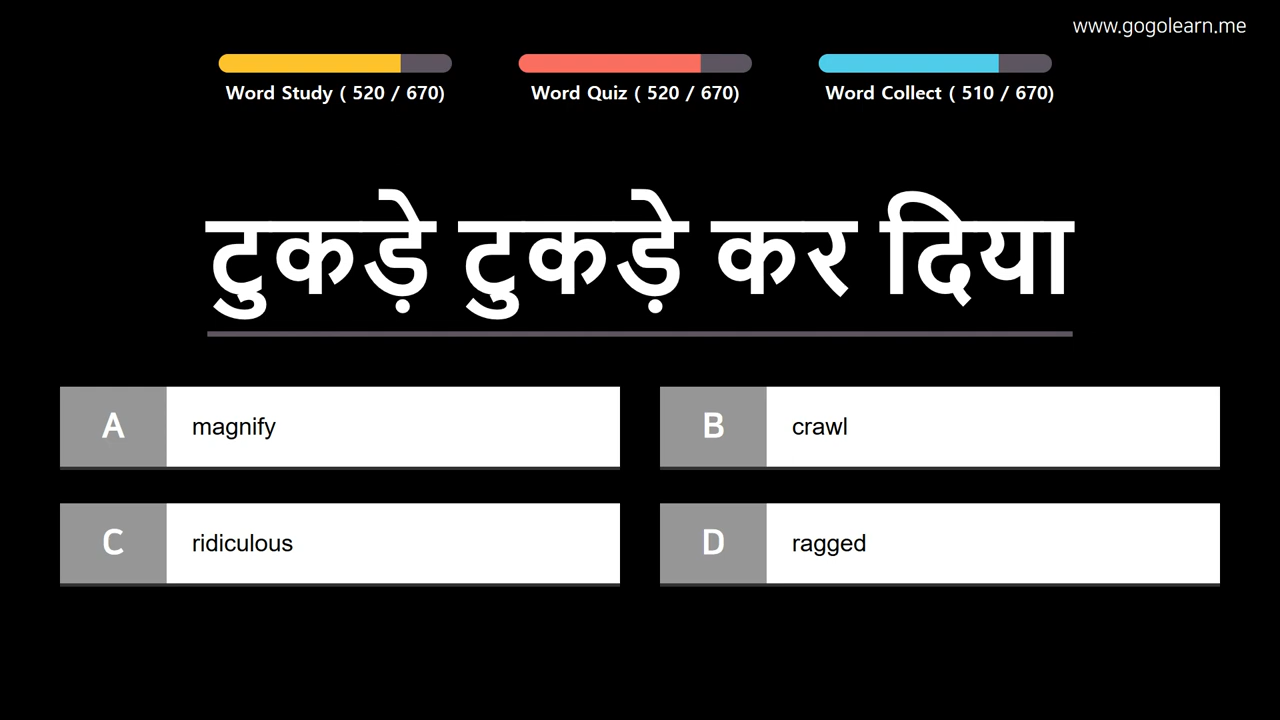 www.gogolearn.me
Word Study ( 520 / 670)
Word Quiz ( 520 / 670)
Word Collect ( 510 / 670)
टुकड़े टुकड़े कर दिया
A magnify
B crawl
C ridiculous
D ragged